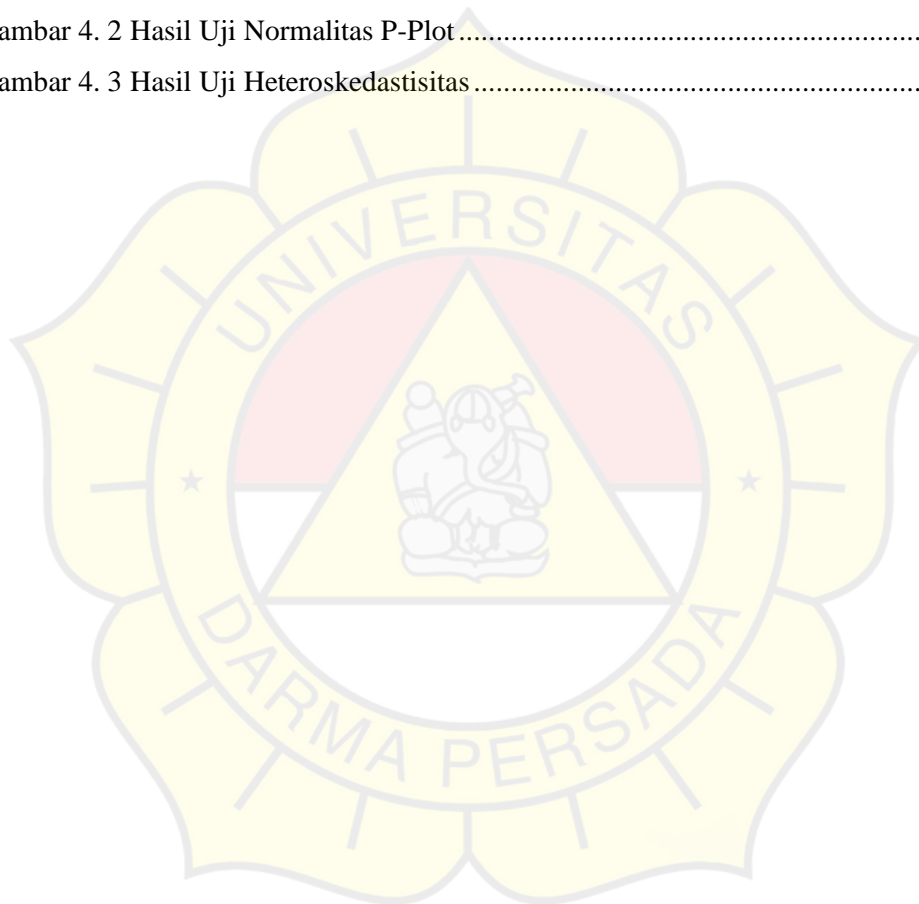 ambar 4. 2 Hasil Uji Normalitas P-Plot........................................................................
ambar 4. 3 Hasil Uji Heteroskedastisitas......................................................................
UNIVERSITAS
DARMA PERSADA